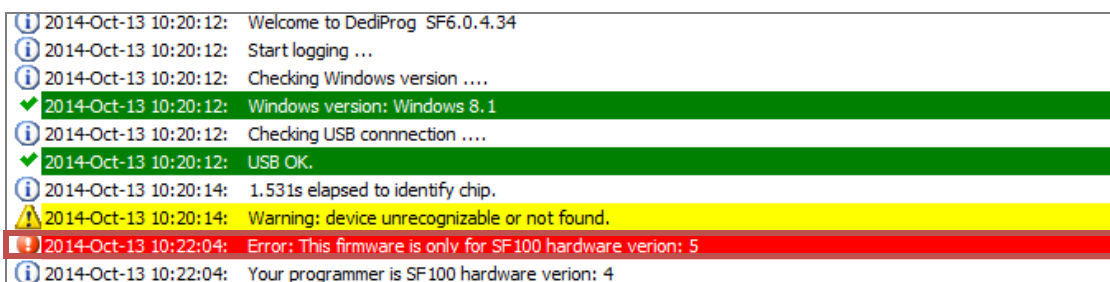 2014-Oct-13 10:20:12: Welcome to DediProg SF6.0.4.34
2014-Oct-13 10:20:12: Start logging ...
2014-Oct-13 10:20:12: Checking Windows version ....
2014-Oct-13 10:20:12: Windows version: Windows 8.1
2014-Oct-13 10:20:12: Checking USB connnection ....
2014-Oct-13 10:20:12: USB OK.
2014-Oct-13 10:20:14: 1.531s elapsed to identify chip.
2014-Oct-13 10:20:14: Warning: device unrecognizable or not found.
2014-Oct-13 10:22:04: Error: This firmware is only for SF100 hardware verion: 5
2014-Oct-13 10:22:04: Your programmer is SF100 hardware verion: 4